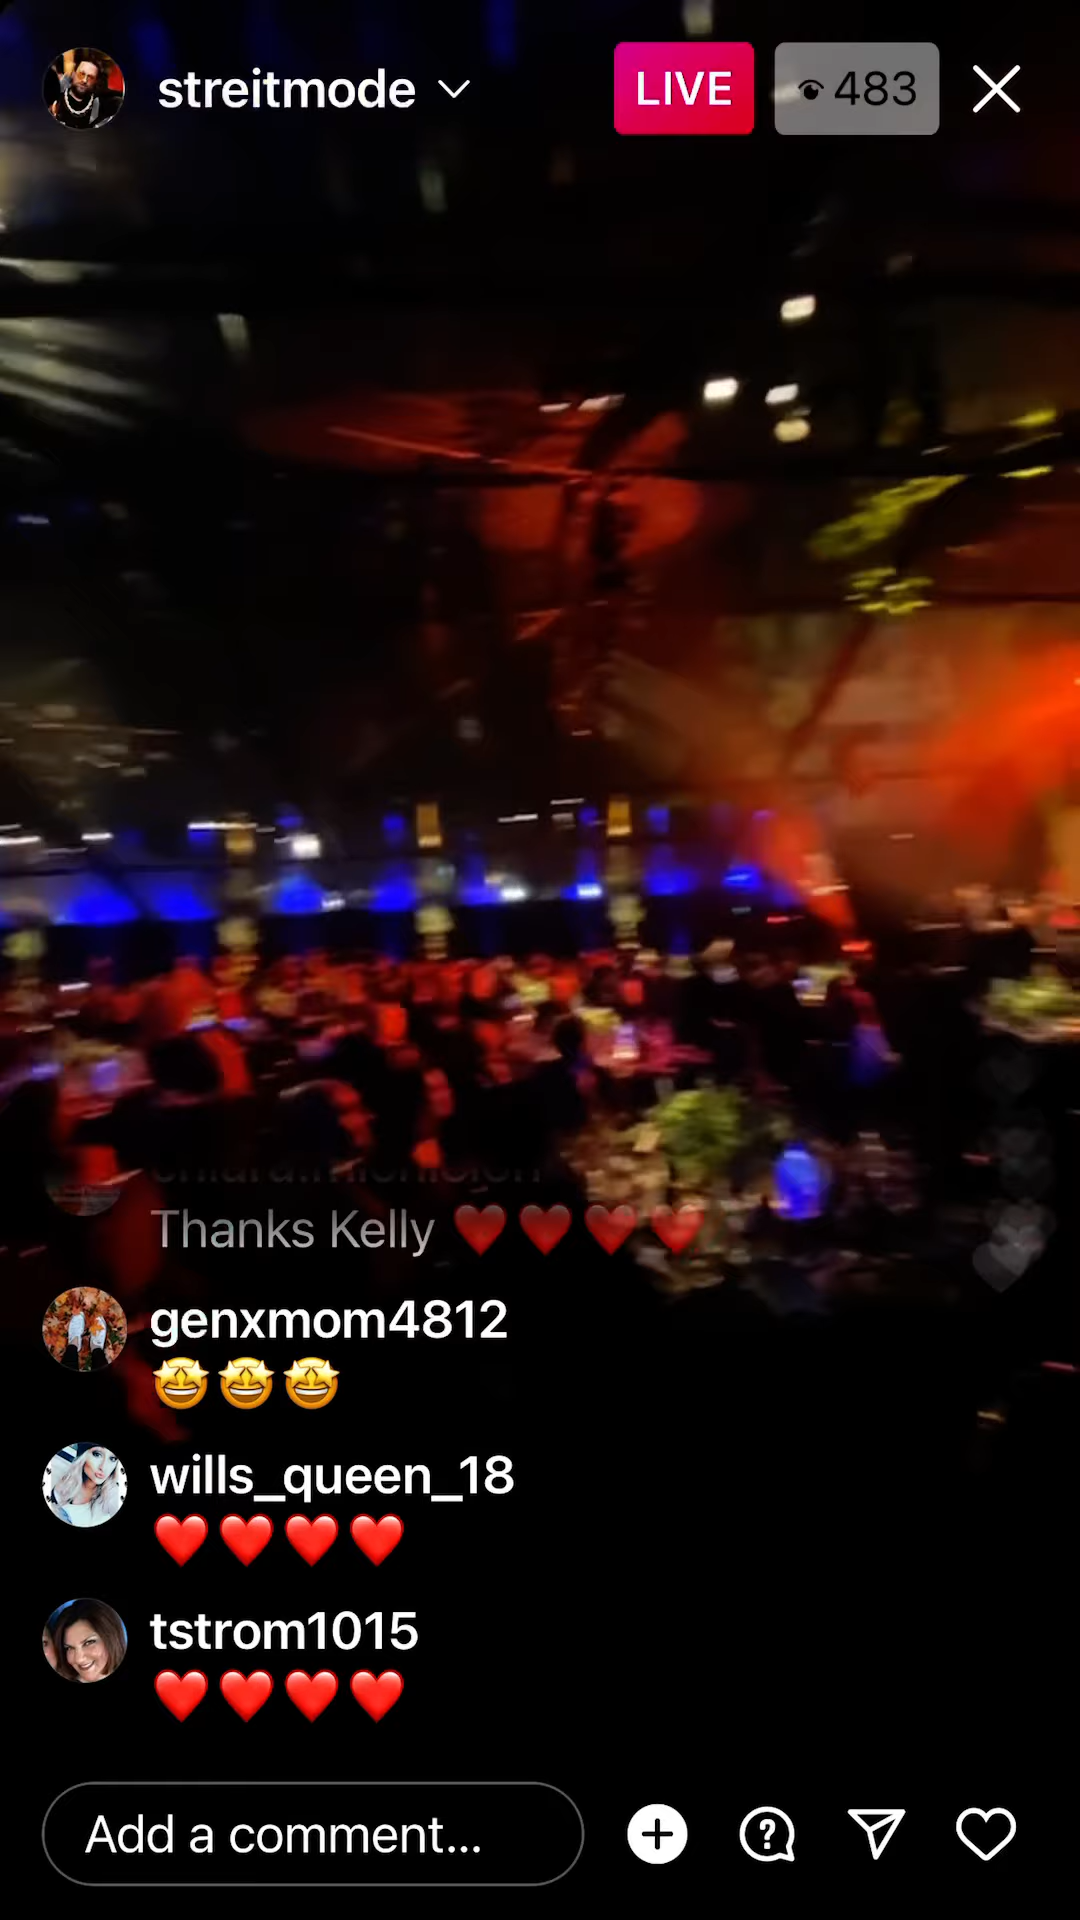 streitmode
LIVE
483
Thanks Kelly ❤️❤️❤️❤️
genxmom4812
🤩🤩🤩
wills_queen_18
❤️❤️❤️❤️
tstrom1015
❤️❤️❤️❤️
Add a comment...